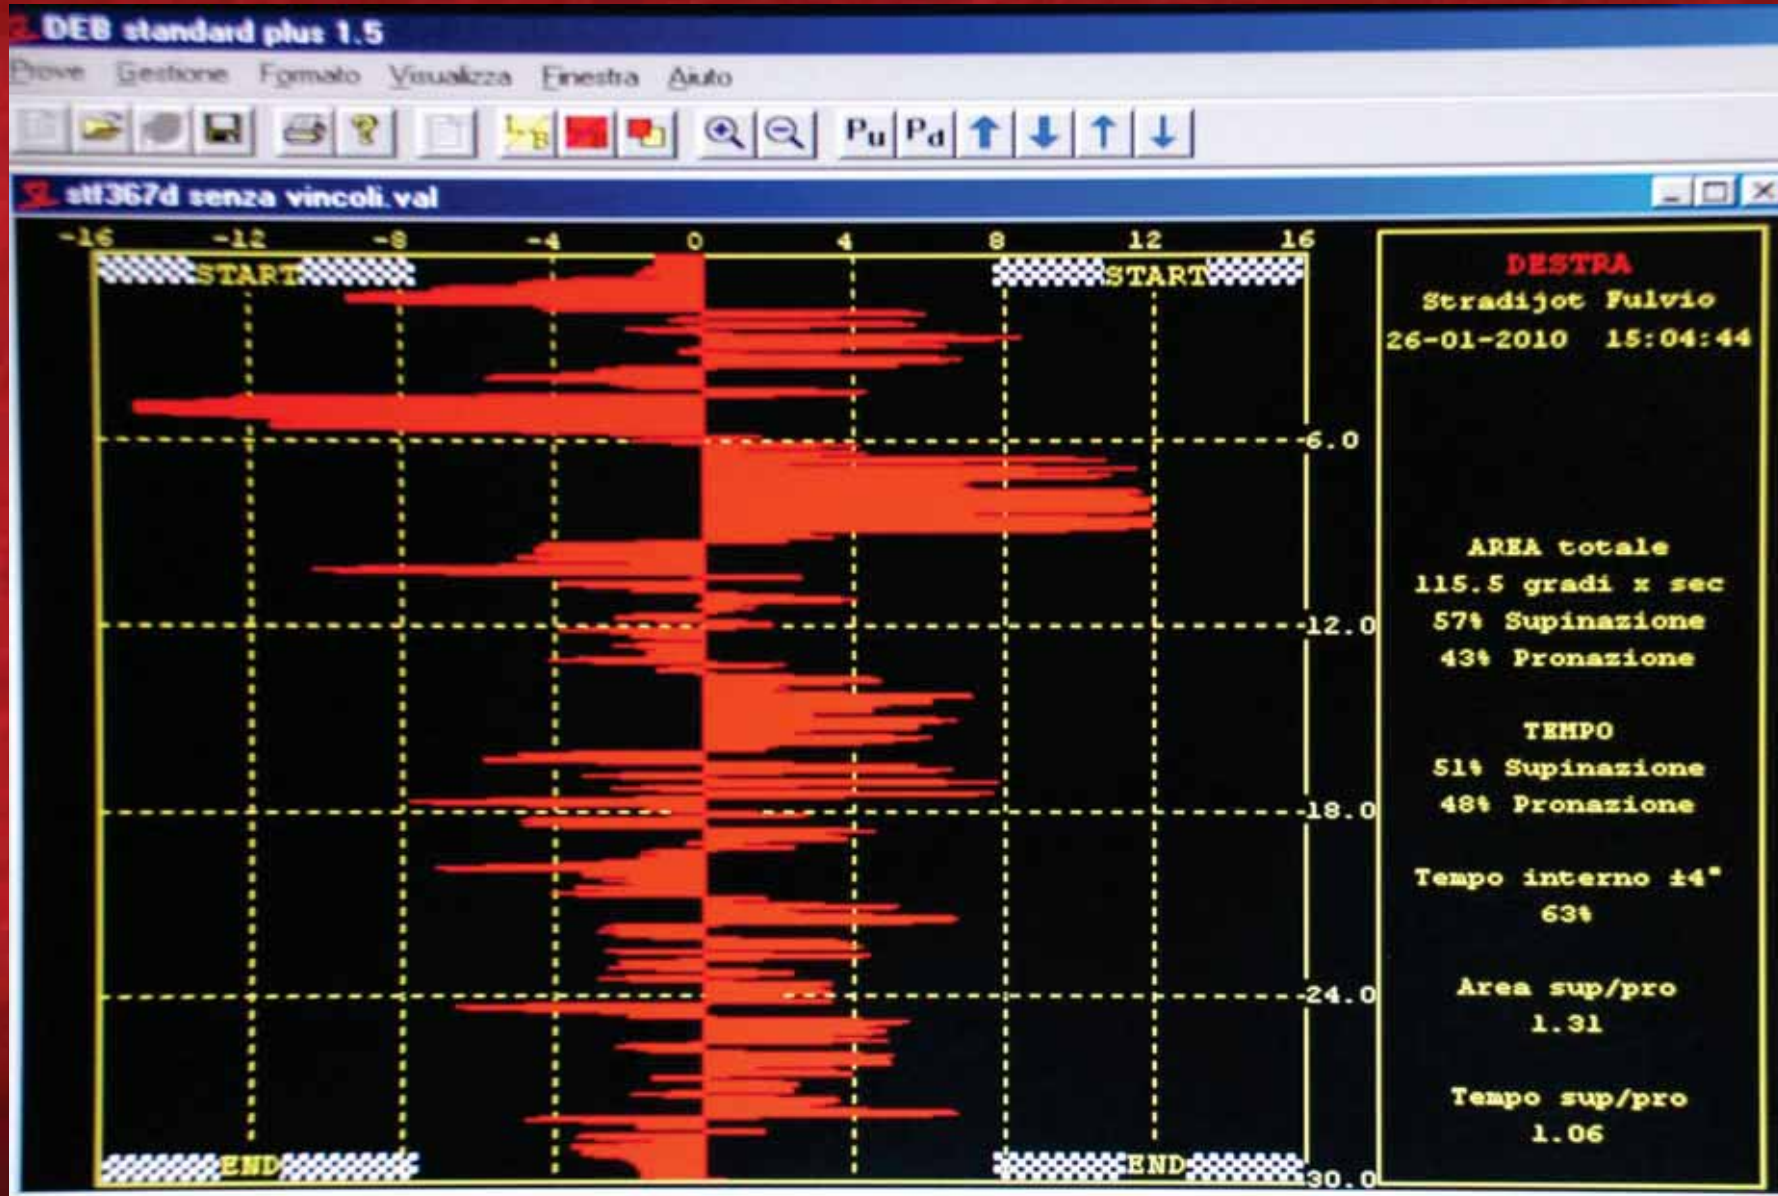 DEB standard plus 1.5
Prove Gestione Formato Visualizza Finestra Aiuto
Pu Pd
stf367d senza vincoli.val
-16 -12 -8 -4 0 4 8 12 16
START START
6.0
12.0
18.0
24.0
30.0
END END
DESTRA
Stradijot Fulvio
26-01-2010 15:04:44
AREA totale
115.5 gradi x sec
57% Supinazione
43% Pronazione
TEMPO
51% Supinazione
48% Pronazione
Tempo interno ±4°
63%
Area sup/pro
1.31
Tempo sup/pro
1.06